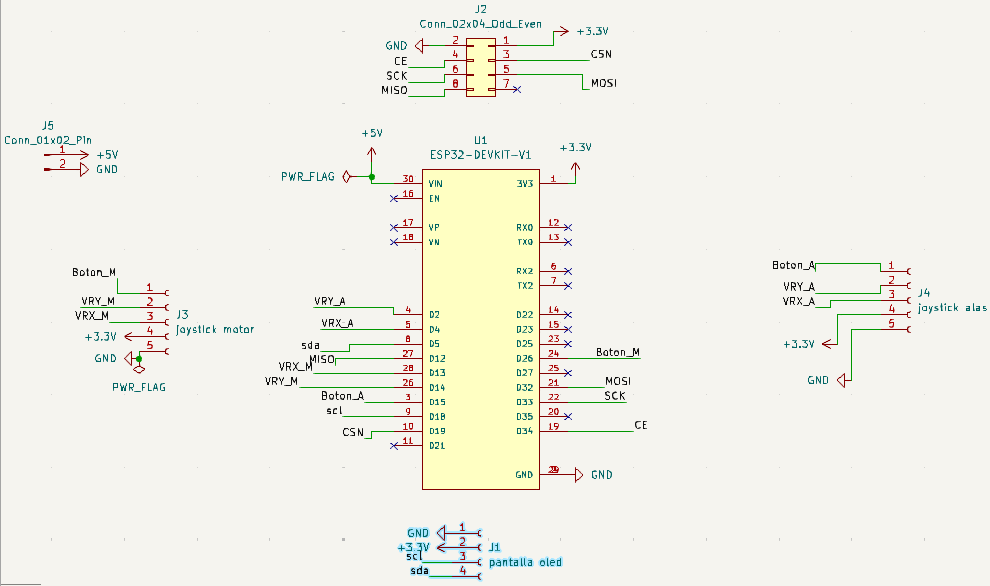 J2
Conn_02x04_Odd_Even
GND 2 1 +3.3V
CE 4 3 CSN
SCK 6 5 MOSI
MISO 8 7
J5
Conn_01x02_Pin
1 +5V
2 GND
+5V
U1
ESP32-DEVKIT-V1
+3.3V
PWR_FLAG
30 VIN 3V3 1
16 EN
17 VP RX0 12
18 VN TX0 13
RX2 6
TX2 7
VRY_A 4 D2 D22 14
VRX_A 5 D4 D23 15
sda 8 D5 D25 23
MISO 27 D12 D26 24 Boton_M
VRX_M 28 D13 D27 25
VRY_M 26 D14 D32 21 MOSI
Boton_A 3 D15 D33 22 SCK
scl 9 D18 D35 20
CSN 10 D19 D34 19 CE
11 D21
GND GND
Boton_M 1
VRY_M 2
VRX_M 3
+3.3V 4
GND 5
J3
joystick motor
PWR_FLAG
Boton_A 1
VRY_A 2
VRX_A 3
4
5
J4
joystick alas
+3.3V
GND
GND 1
+3.3V 2
scl 3
sda 4
J1
pantalla oled